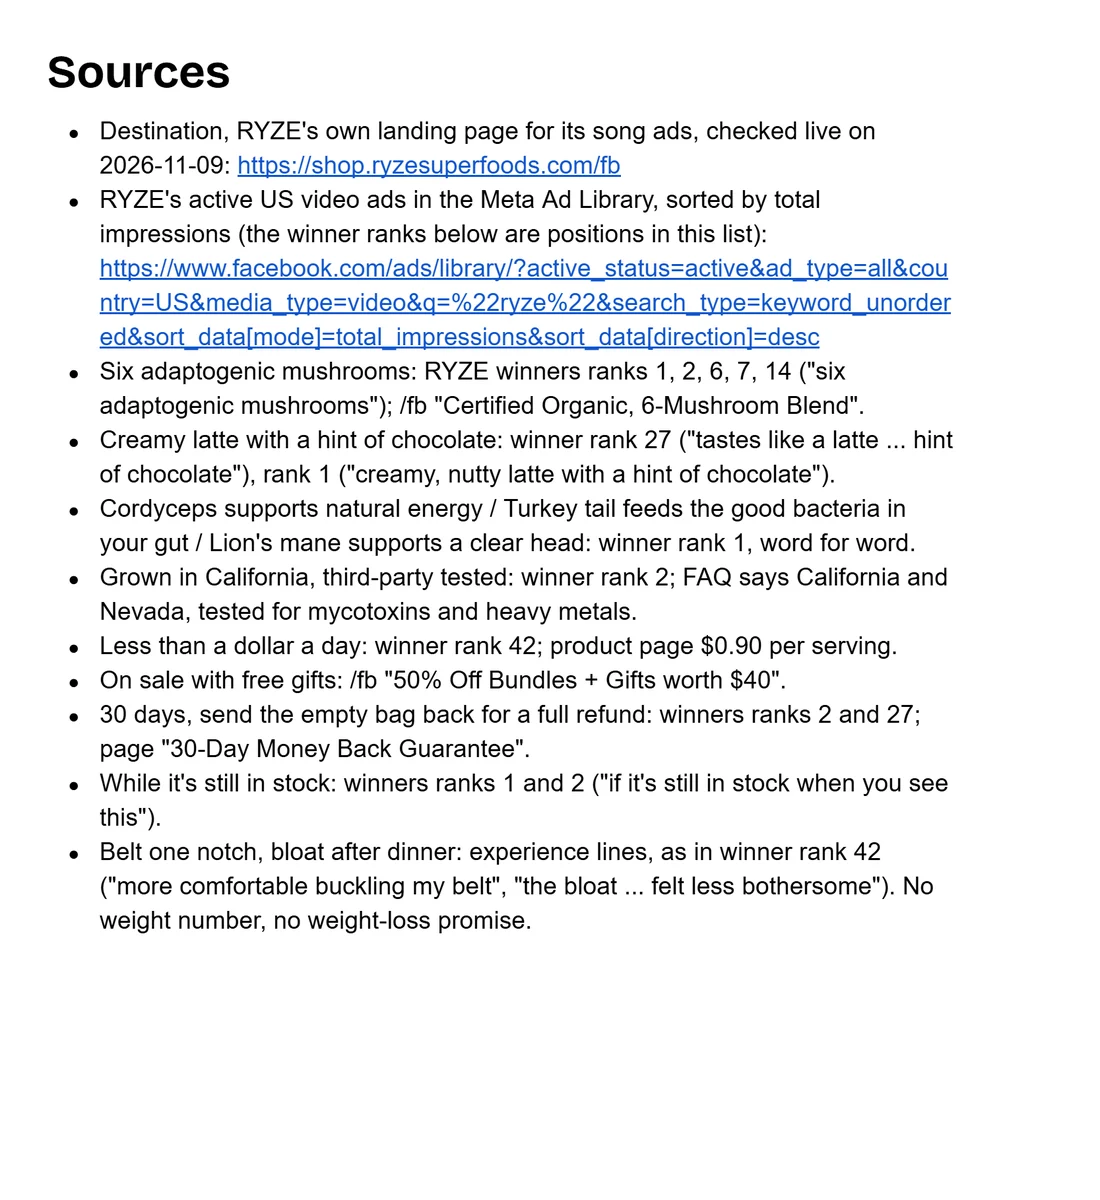 Sources
• Destination, RYZE's own landing page for its song ads, checked live on
2026-11-09: https://shop.ryzesuperfoods.com/fb
• RYZE's active US video ads in the Meta Ad Library, sorted by total
impressions (the winner ranks below are positions in this list):
https://www.facebook.com/ads/library/?active_status=active&ad_type=all&cou
ntry=US&media_type=video&q=%22ryze%22&search_type=keyword_unorder
ed&sort_data[mode]=total_impressions&sort_data[direction]=desc
• Six adaptogenic mushrooms: RYZE winners ranks 1, 2, 6, 7, 14 ("six
adaptogenic mushrooms"); /fb "Certified Organic, 6-Mushroom Blend".
• Creamy latte with a hint of chocolate: winner rank 27 ("tastes like a latte ... hint
of chocolate"), rank 1 ("creamy, nutty latte with a hint of chocolate").
• Cordyceps supports natural energy / Turkey tail feeds the good bacteria in
your gut / Lion's mane supports a clear head: winner rank 1, word for word.
• Grown in California, third-party tested: winner rank 2; FAQ says California and
Nevada, tested for mycotoxins and heavy metals.
• Less than a dollar a day: winner rank 42; product page $0.90 per serving.
• On sale with free gifts: /fb "50% Off Bundles + Gifts worth $40".
• 30 days, send the empty bag back for a full refund: winners ranks 2 and 27;
page "30-Day Money Back Guarantee".
• While it's still in stock: winners ranks 1 and 2 ("if it's still in stock when you see
this").
• Belt one notch, bloat after dinner: experience lines, as in winner rank 42
("more comfortable buckling my belt", "the bloat ... felt less bothersome"). No
weight number, no weight-loss promise.